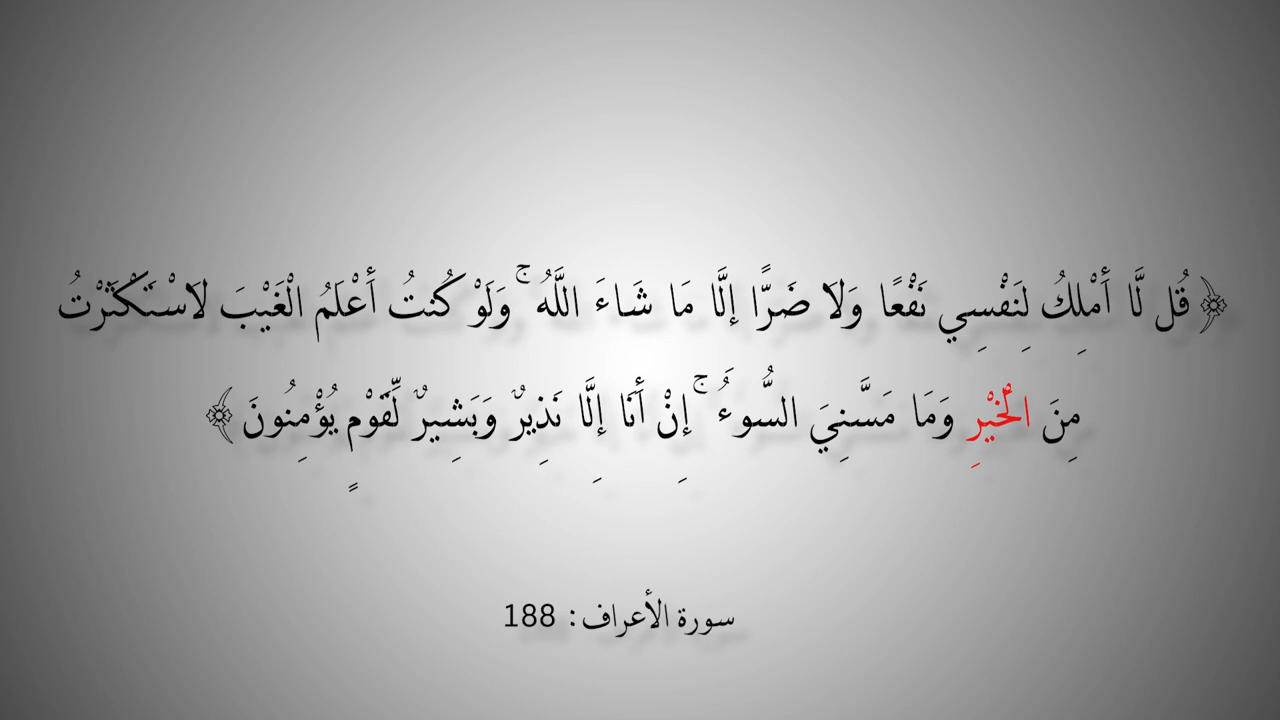 ﴿ قُل لَّا أَمْلِكُ لِنَفْسِي نَفْعًا وَلَا ضَرًّا إِلَّا مَا شَاءَ اللَّهُ ۚ وَلَوْ كُنتُ أَعْلَمُ الْغَيْبَ لَاسْتَكْثَرْتُ
مِنَ الْخَيْرِ وَمَا مَسَّنِيَ السُّوءُ ۚ إِنْ أَنَا إِلَّا نَذِيرٌ وَبَشِيرٌ لِّقَوْمٍ يُؤْمِنُونَ ﴾
سورة الأعراف: 188